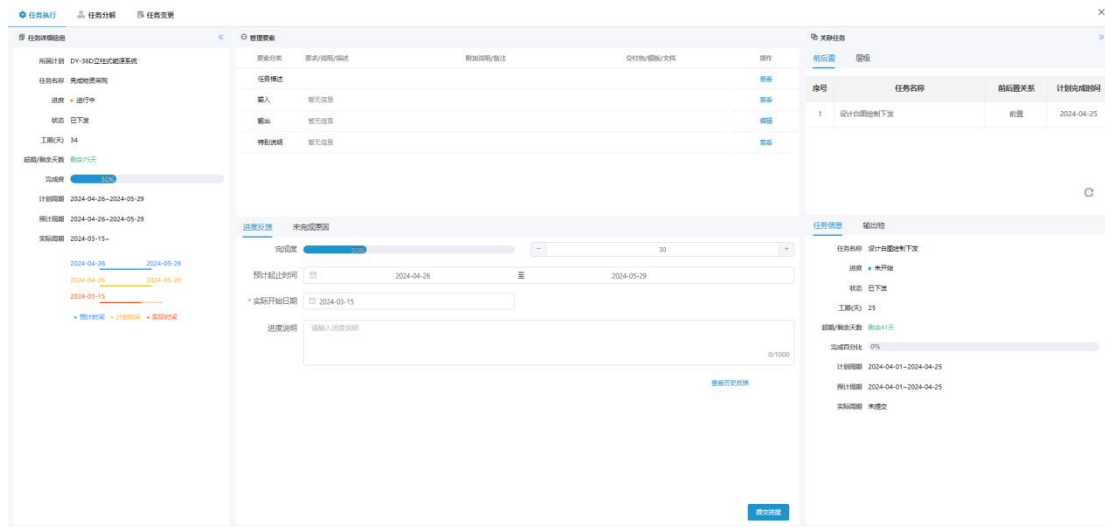 任务执行 任务分解 任务变更
任务详细信息
所属计划 DY-36D立柱式能源系统
任务名称 完成物资采购
进度 进行中
状态 已下发
工期(天) 34
超期/剩余天数 剩余75天
完成度 30%
计划周期 2024-04-26~2024-05-29
预计周期 2024-04-26~2024-05-29
实际周期 2024-03-15~
2024-04-26 2024-05-29
2024-04-26 2024-05-29
2024-03-15
预计时间 计划时间 实际时间
管理要素
要素分类 要求/说明/描述 附加说明/备注 交付物/模版/文档 操作
任务描述 查看
输入 暂无信息 查看
输出 暂无信息 编辑
特别说明 暂无信息 查看
进度反馈 未完成原因
完成度 30% − 30 +
预计起止时间 2024-04-26 至 2024-05-29
* 实际开始日期 2024-03-15
进度说明 请输入进度说明
0/1000
查看历史反馈
提交进度
关联任务
前后置 层级
序号 任务名称 前后置关系 计划完成时间
1 设计白图绘制下发 前置 2024-04-25
任务信息 输出物
任务名称 设计白图绘制下发
进度 未开始
状态 已下发
工期(天) 25
超期/剩余天数 剩余41天
完成百分比 0%
计划周期 2024-04-01~2024-04-25
预计周期 2024-04-01~2024-04-25
实际周期 未提交